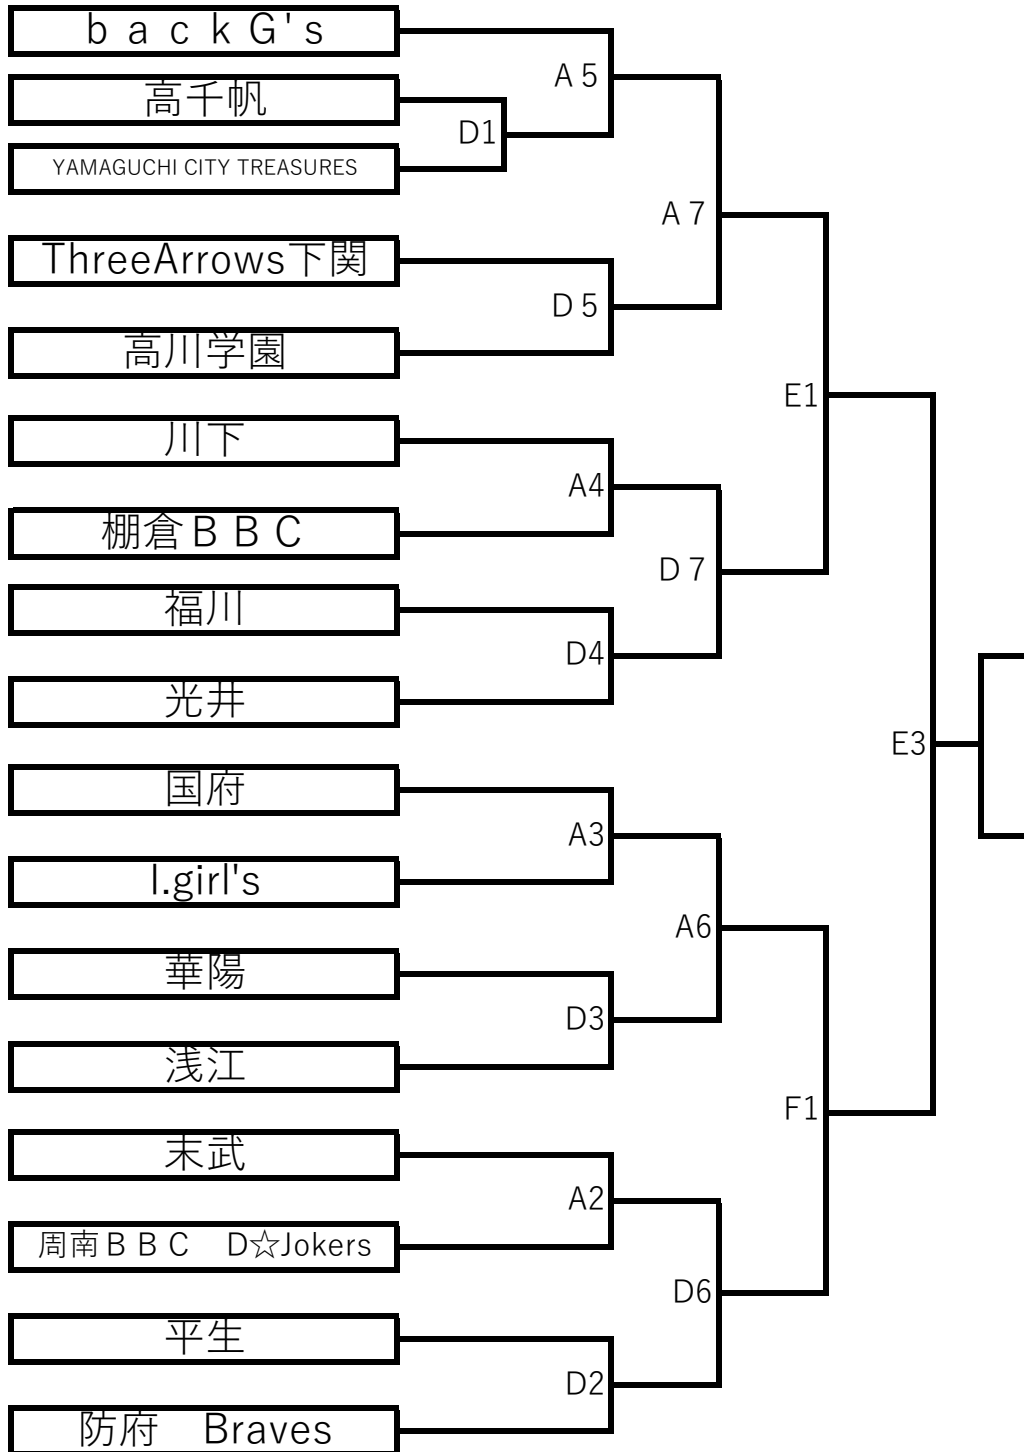 ｂａｃｋＧ'ｓ
A 5
高千帆
D1
YAMAGUCHI CITY TREASURES
A 7
ThreeArrows下関
D 5
高川学園
E1
川下
A4
棚倉ＢＢＣ
D 7
福川
D4
光井
E3
国府
A3
I.girl's
A6
華陽
D3
浅江
F1
末武
A2
周南ＢＢＣ　D☆Jokers
D6
平生
D2
防府　Braves